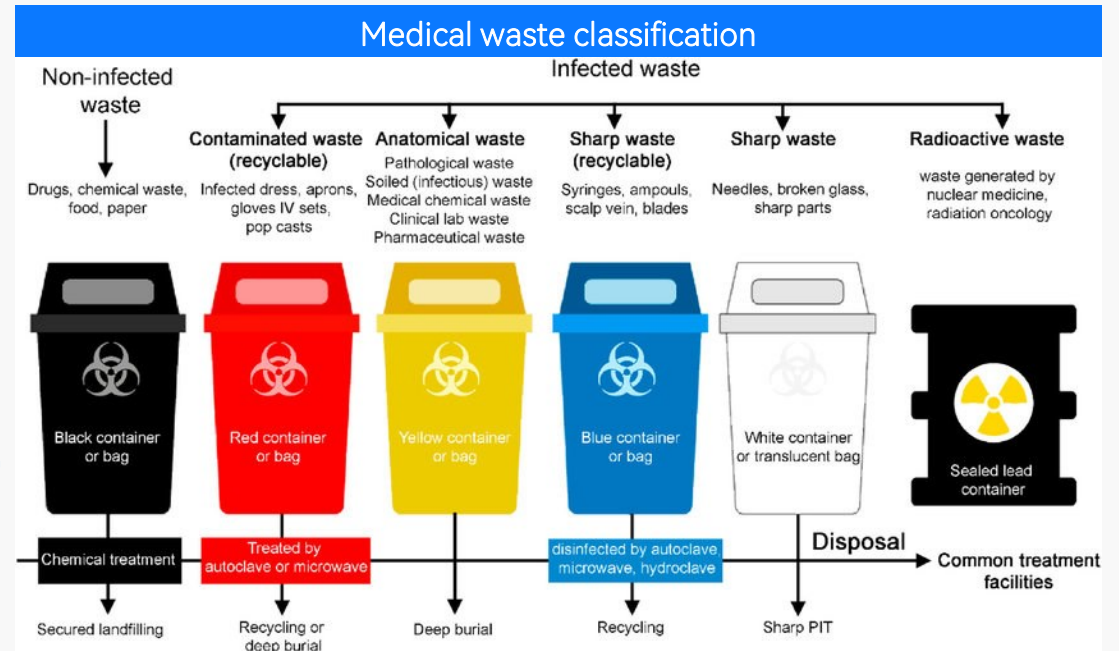 Medical waste classification
Non-infected
waste
Infected waste
Contaminated waste
(recyclable)
Anatomical waste
Sharp waste
(recyclable)
Sharp waste
Radioactive waste
Drugs, chemical waste,
food, paper
Infected dress, aprons,
gloves IV sets,
pop casts
Pathological waste
Soiled (infectious) waste
Medical chemical waste
Clinical lab waste
Pharmaceutical waste
Syringes, ampouls,
scalp vein, blades
Needles, broken glass,
sharp parts
waste generated by
nuclear medicine,
radiation oncology
Black container
or bag
Red container
or bag
Yellow container
or bag
Blue container
or bag
White container
or translucent bag
Sealed lead
container
Chemical treatment
Treated by
autoclave or microwave
disinfected by autoclave,
microwave, hydroclave
Disposal
Common treatment
facilities
Secured landfilling
Recycling or
deep burial
Deep burial
Recycling
Sharp PIT